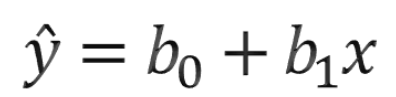 ŷ = b₀ + b₁x